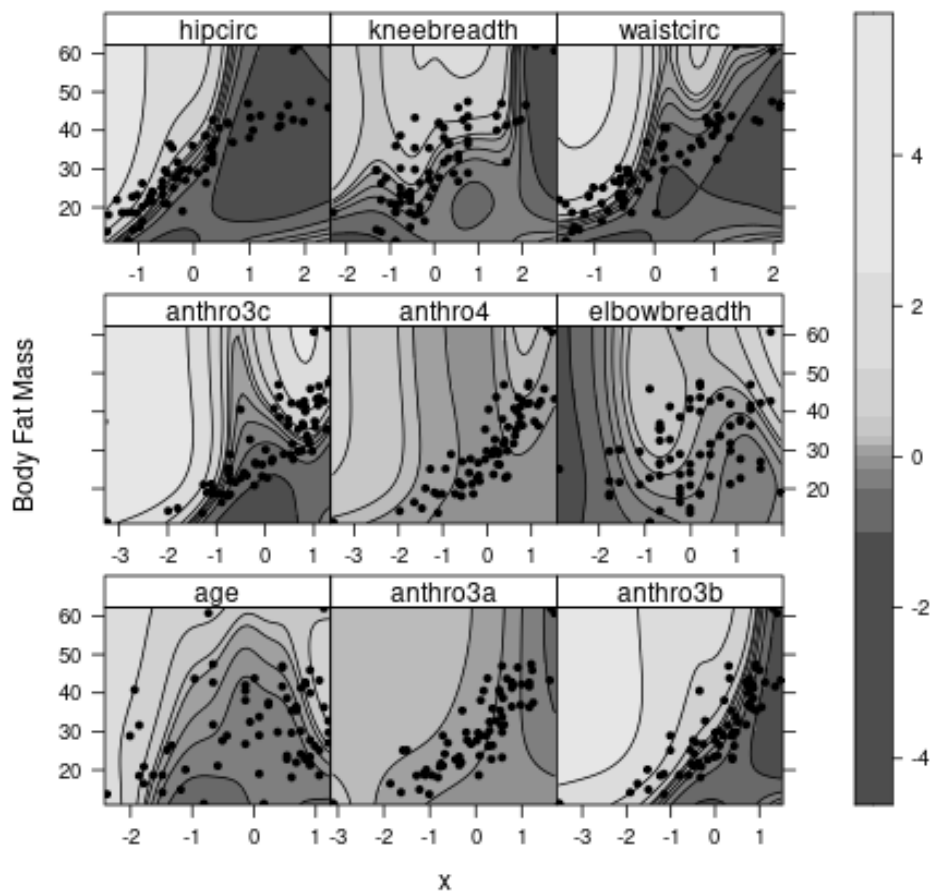 hipcirc kneebreadth waistcirc
60
50
40
30
20
-1 0 1 2 -2 -1 0 1 2 -1 0 1 2
anthro3c anthro4 elbowbreadth
60
50
40
30
20
-3 -2 -1 0 1 -3 -2 -1 0 1 -2 -1 0 1
age anthro3a anthro3b
60
50
40
30
20
-2 -1 0 1 -3 -2 -1 0 1 -3 -2 -1 0 1
Body Fat Mass
x
4
2
0
-2
-4